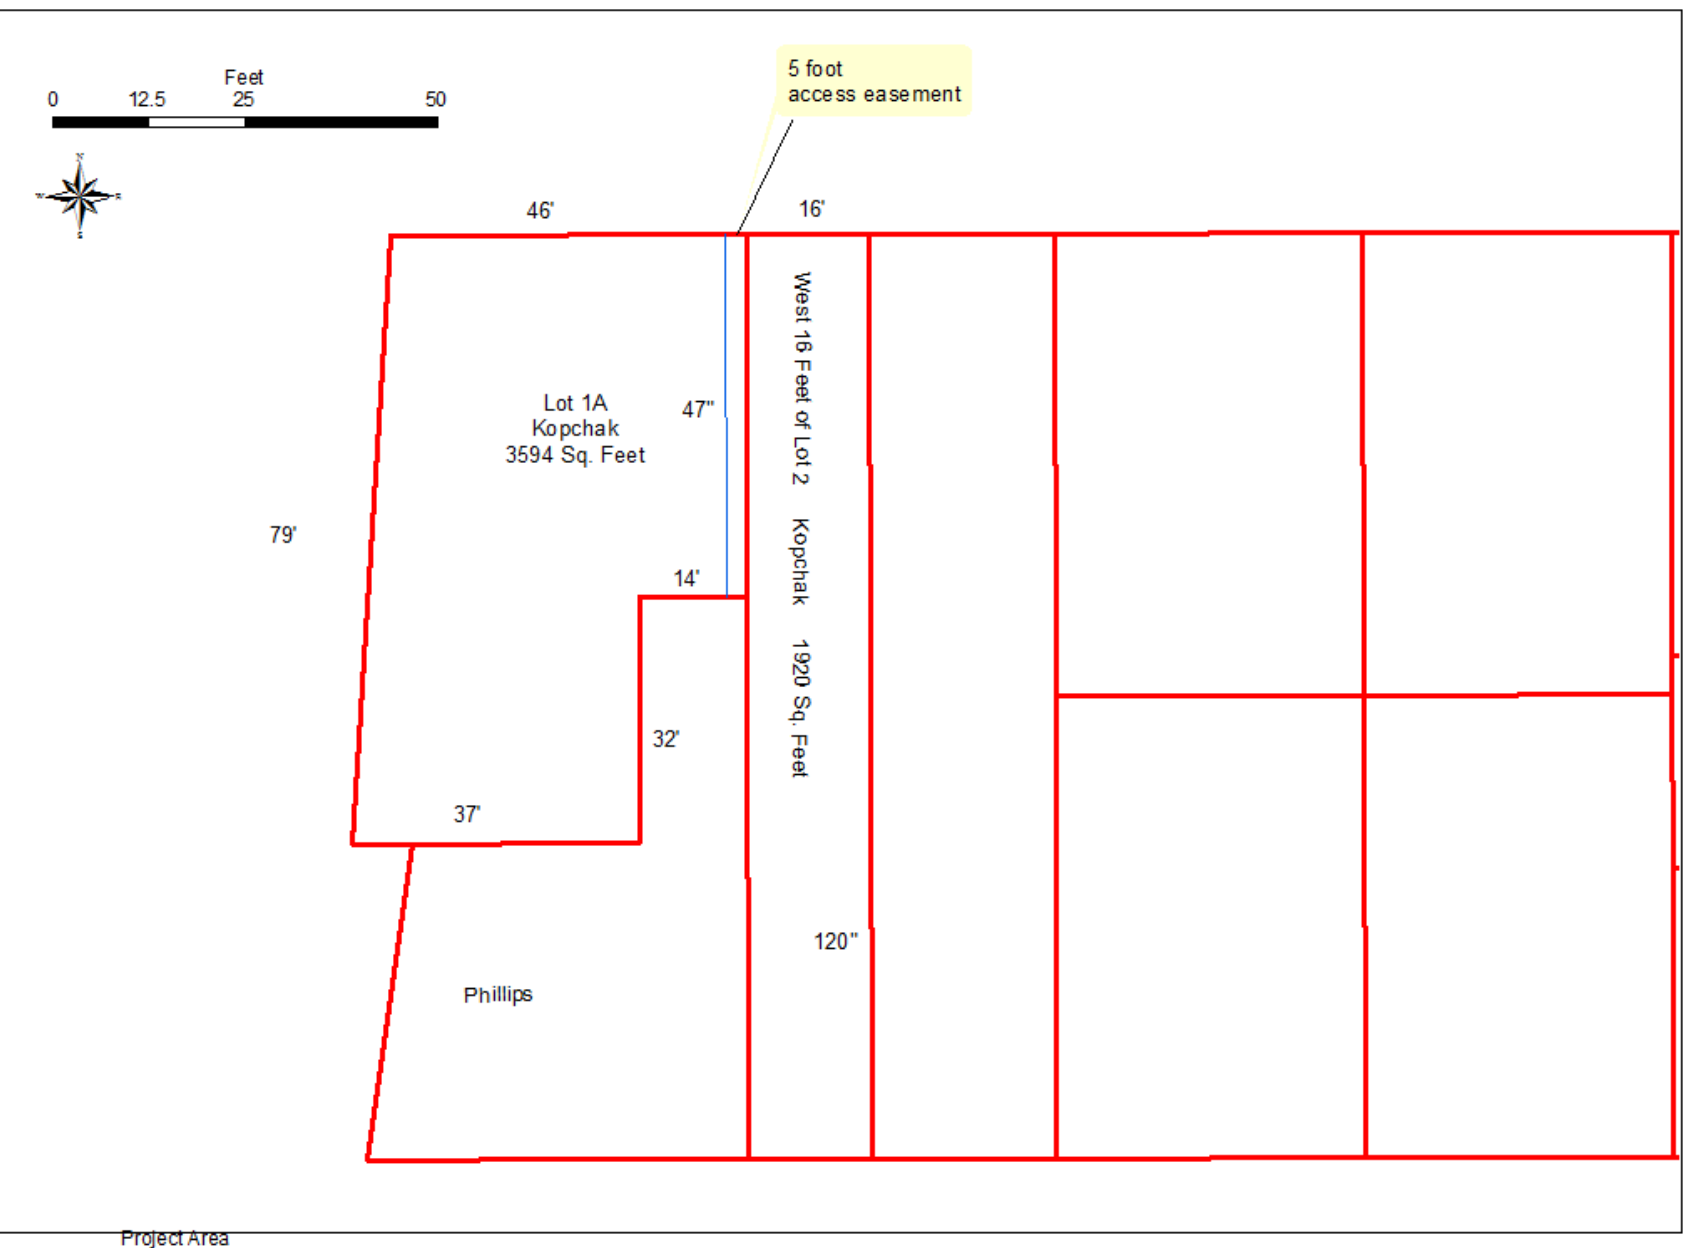 Feet
0 12.5 25 50
5 foot
access easement
N
W
S
46'
16'
Lot 1A
Kopchak
3594 Sq. Feet
47"
West 16 Feet of Lot 2 Kopchak 1920 Sq. Feet
79'
14'
32'
37'
120"
Phillips
Project Area